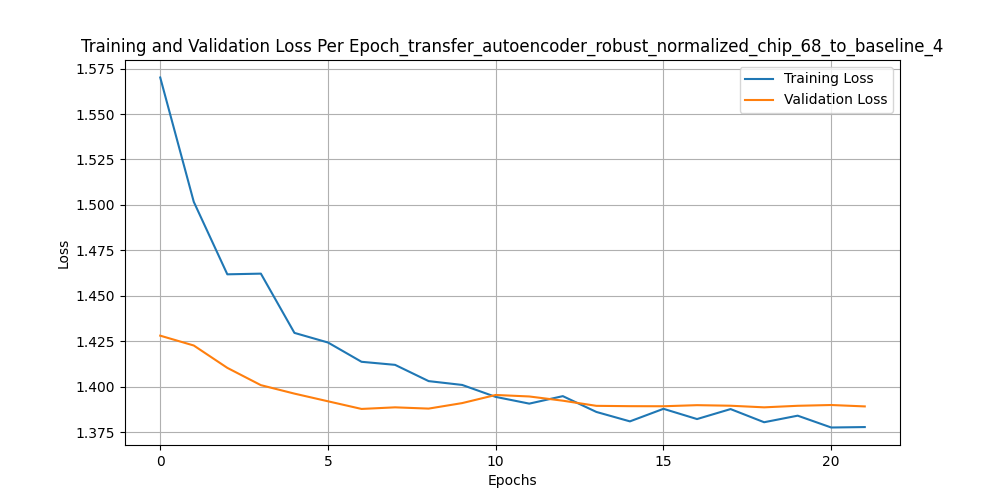 Training and Validation Loss Per Epoch_transfer_autoencoder_robust_normalized_chip_68_to_baseline_4
Training Loss
Validation Loss
Loss
1.575
1.550
1.525
1.500
1.475
1.450
1.425
1.400
1.375
0
5
10
15
20
Epochs